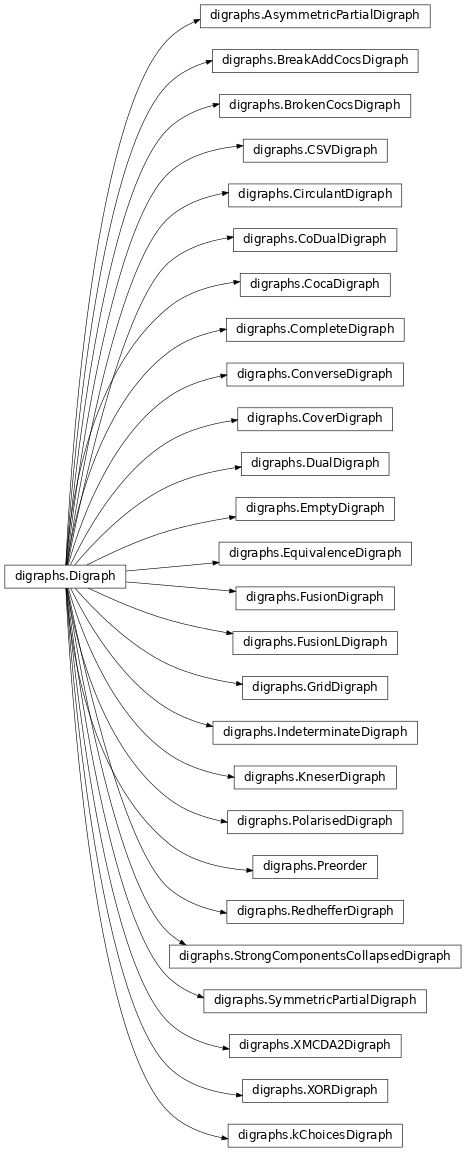 digraphs.AsymmetricPartialDigraph
digraphs.BreakAddCocsDigraph
digraphs.BrokenCocsDigraph
digraphs.CSVDigraph
digraphs.CirculantDigraph
digraphs.CoDualDigraph
digraphs.CocaDigraph
digraphs.CompleteDigraph
digraphs.ConverseDigraph
digraphs.CoverDigraph
digraphs.DualDigraph
digraphs.EmptyDigraph
digraphs.EquivalenceDigraph
digraphs.Digraph
digraphs.FusionDigraph
digraphs.FusionLDigraph
digraphs.GridDigraph
digraphs.IndeterminateDigraph
digraphs.KneserDigraph
digraphs.PolarisedDigraph
digraphs.Preorder
digraphs.RedhefferDigraph
digraphs.StrongComponentsCollapsedDigraph
digraphs.SymmetricPartialDigraph
digraphs.XMCDA2Digraph
digraphs.XORDigraph
digraphs.kChoicesDigraph